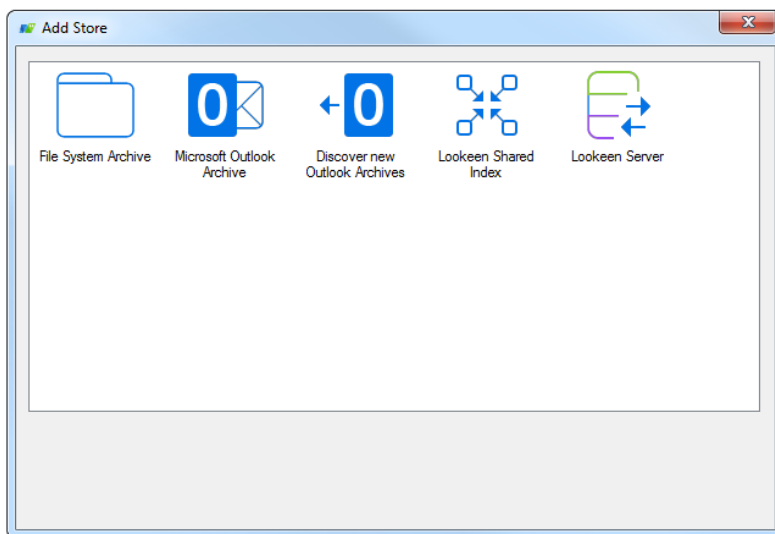 Add Store
File System Archive
Microsoft Outlook
Archive
Discover new
Outlook Archives
Lookeen Shared
Index
Lookeen Server